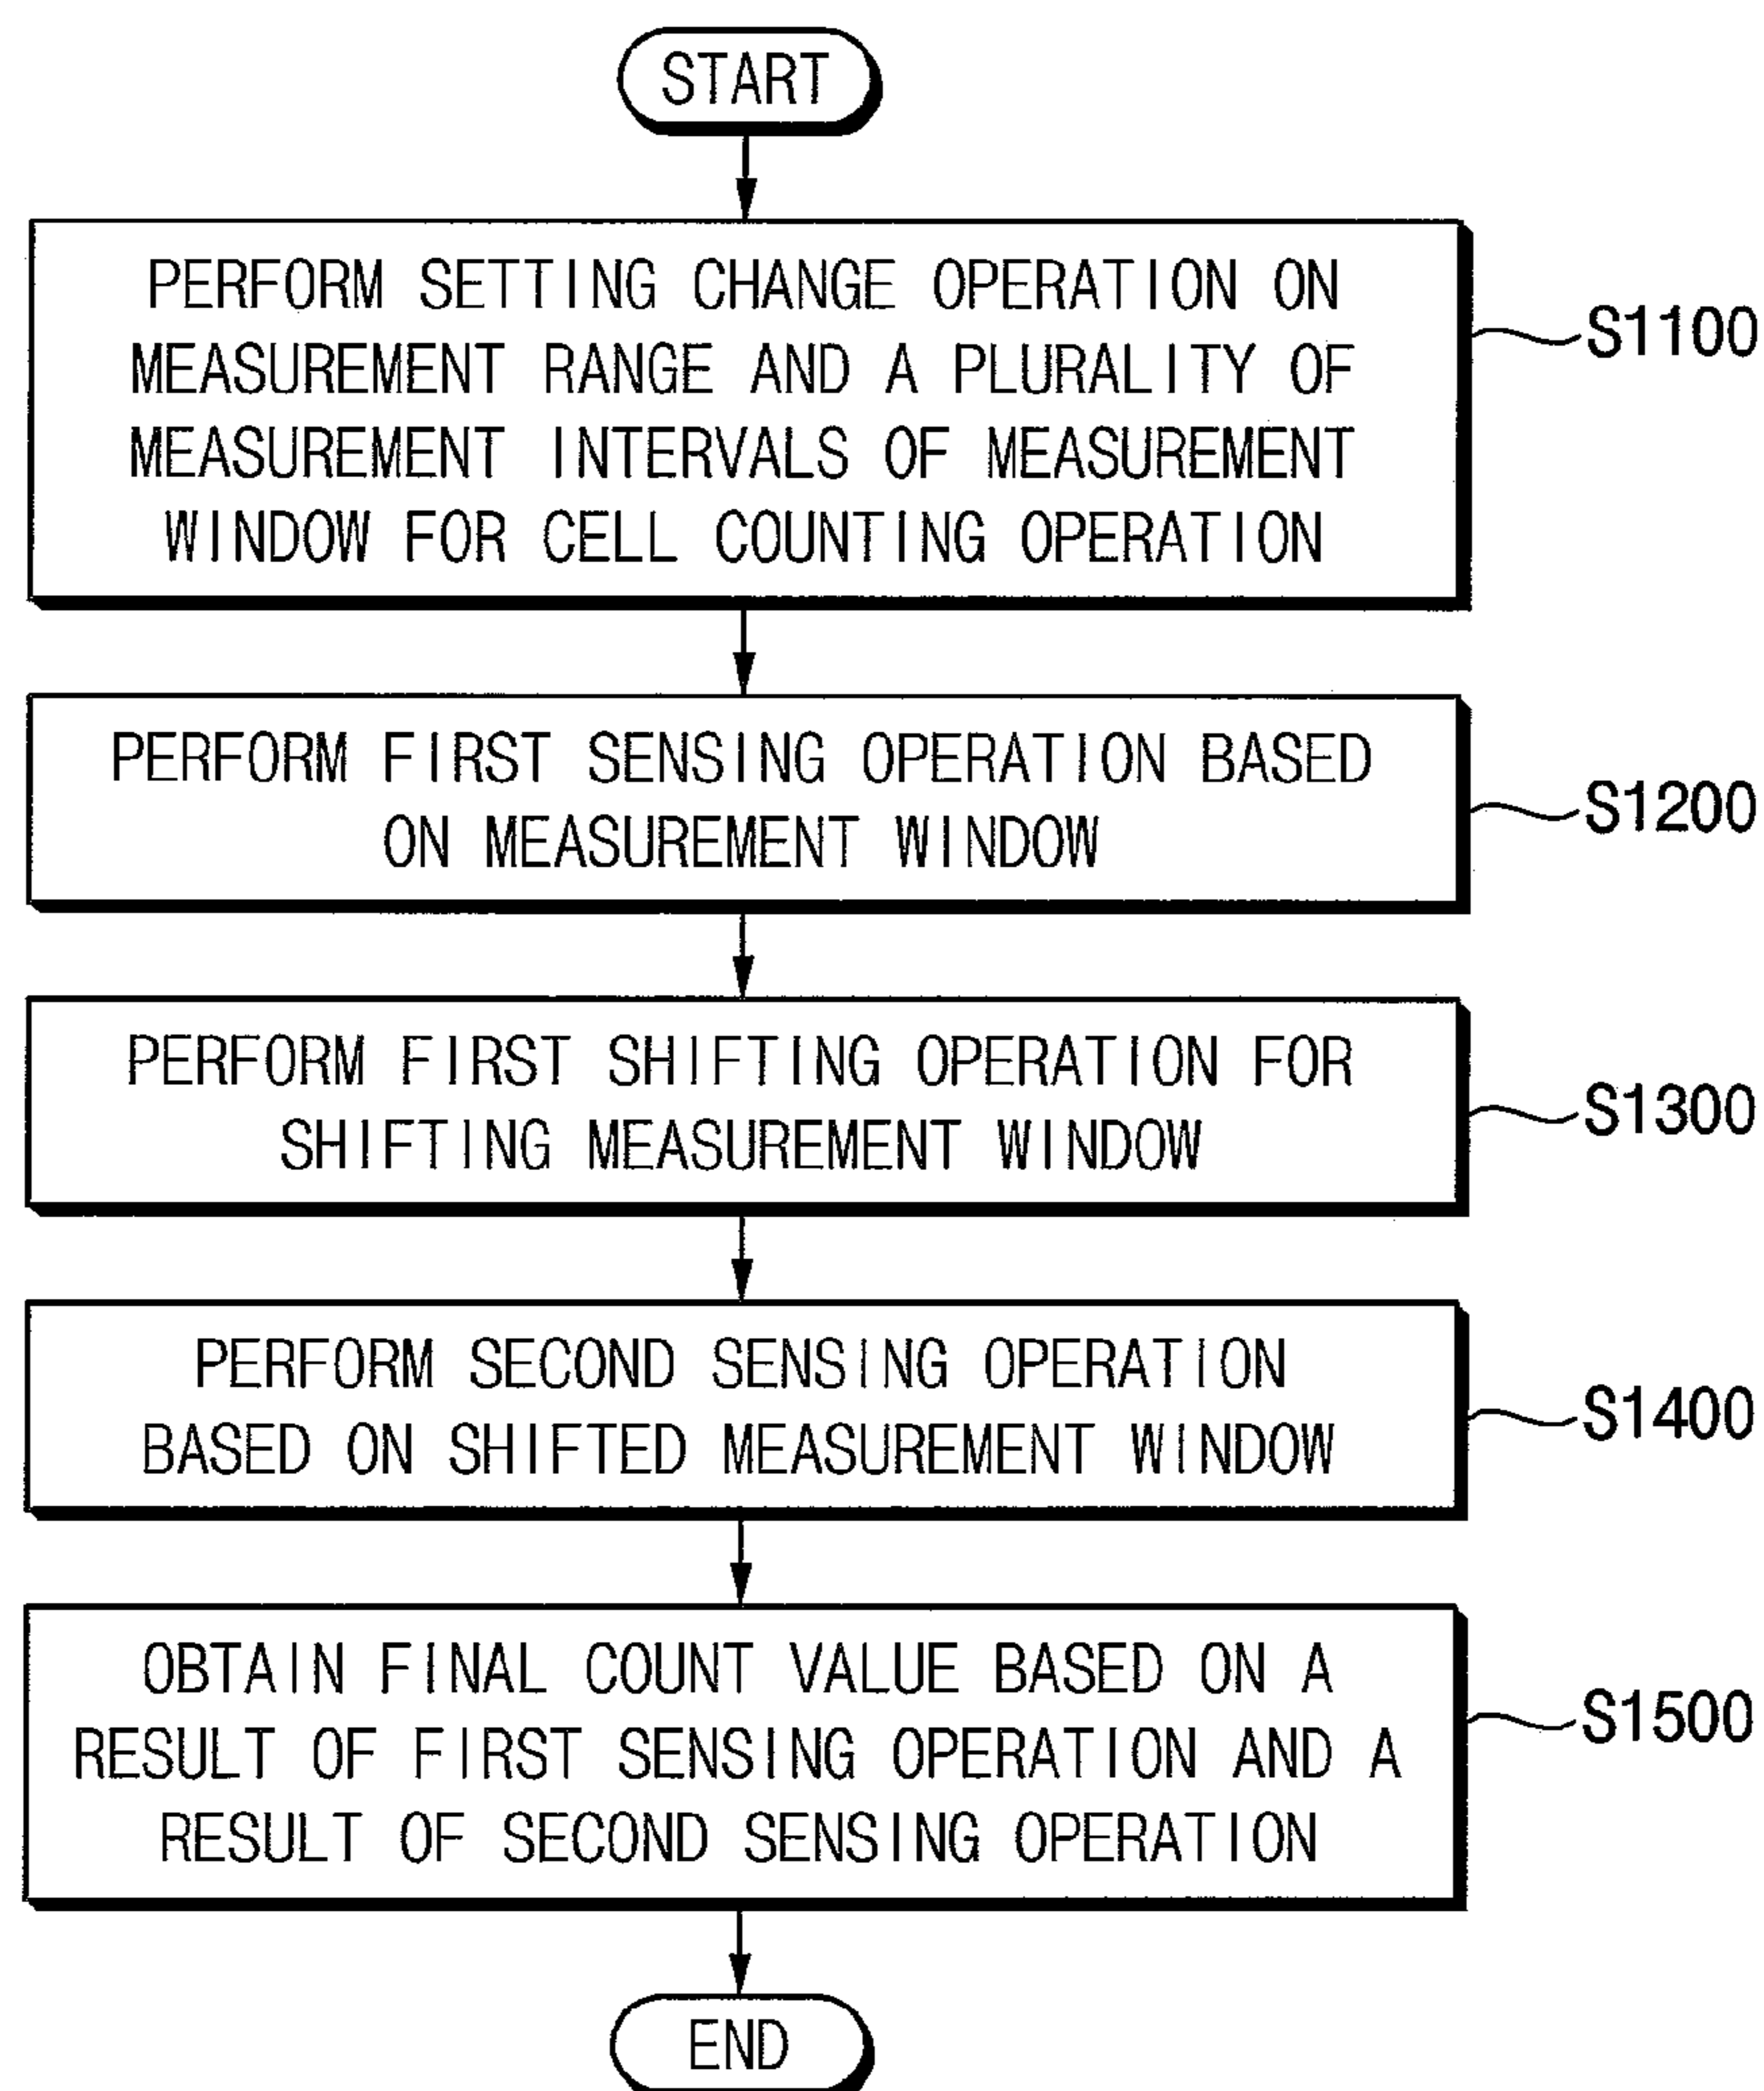 START
PERFORM SETTING CHANGE OPERATION ON
MEASUREMENT RANGE AND A PLURALITY OF
MEASUREMENT INTERVALS OF MEASUREMENT
WINDOW FOR CELL COUNTING OPERATION
S1100
PERFORM FIRST SENSING OPERATION BASED
ON MEASUREMENT WINDOW
S1200
PERFORM FIRST SHIFTING OPERATION FOR
SHIFTING MEASUREMENT WINDOW
S1300
PERFORM SECOND SENSING OPERATION
BASED ON SHIFTED MEASUREMENT WINDOW
S1400
OBTAIN FINAL COUNT VALUE BASED ON A
RESULT OF FIRST SENSING OPERATION AND A
RESULT OF SECOND SENSING OPERATION
S1500
END